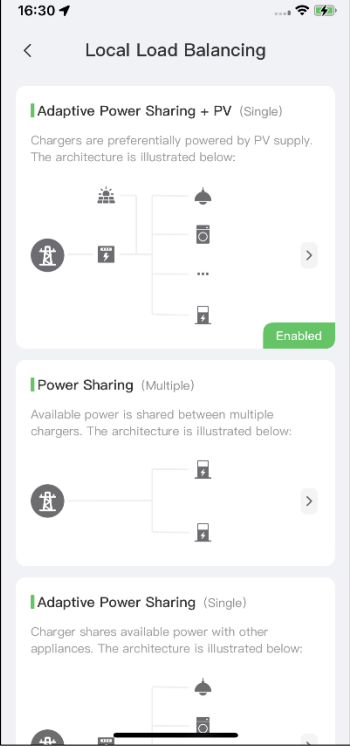 16:30
Local Load Balancing
Adaptive Power Sharing + PV (Single)
Chargers are preferentially powered by PV supply.
The architecture is illustrated below:
Enabled
Power Sharing (Multiple)
Available power is shared between multiple
chargers. The architecture is illustrated below:
Adaptive Power Sharing (Single)
Charger shares available power with other
appliances. The architecture is illustrated below: